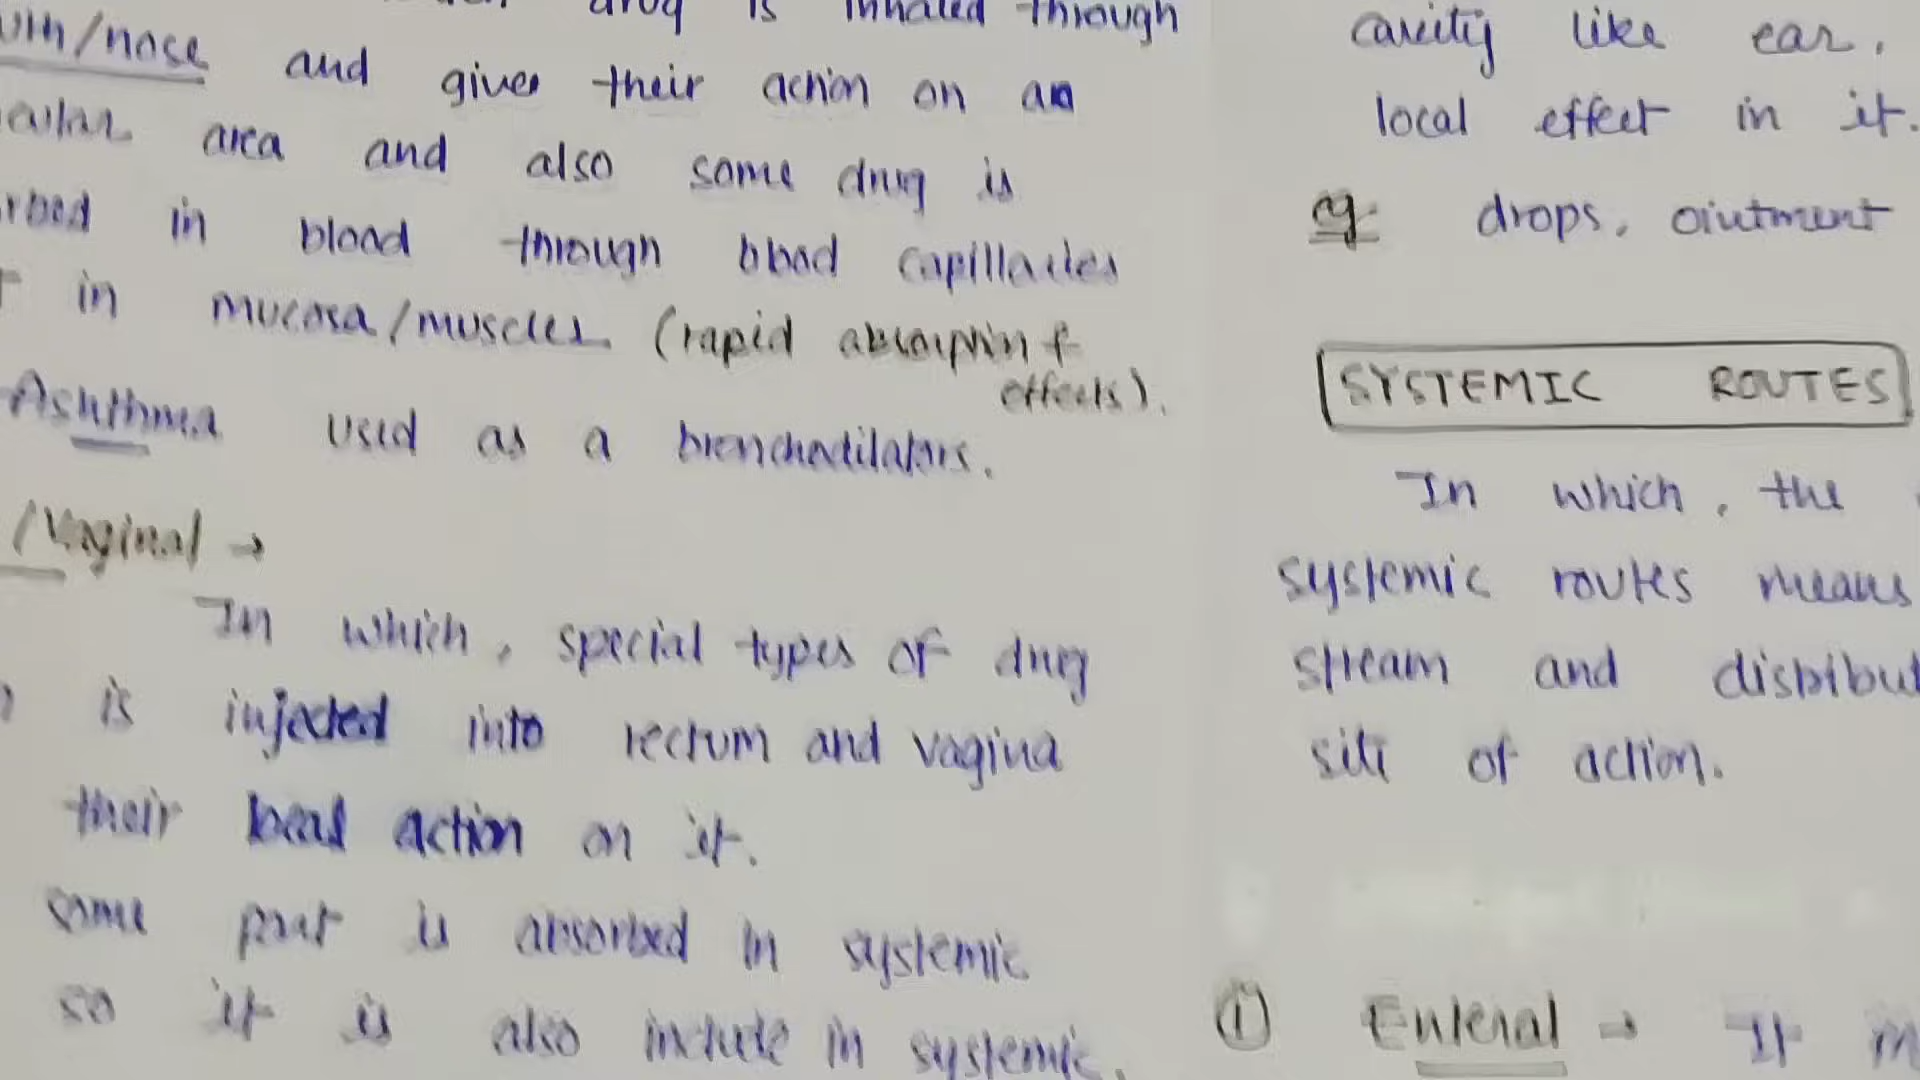 drug is inhaled through
/nose and gives their action on an
area and also some drug is
in blood through blood capillaries
in mucosa/muscles (rapid absorption &
effects).
Ashthma used as a bronchodilators.
/Vaginal →
In which, special types of drug
is injected into rectum and vagina
their local action on it.
some part is absorbed in systemic
so it is also include in systemic.
cavity like ear.
local effect in it.
eg: drops, ointment
SYSTEMIC ROUTES
In which, the
systemic routes means
stream and distribut
site of action.
(1) Enteral → It m